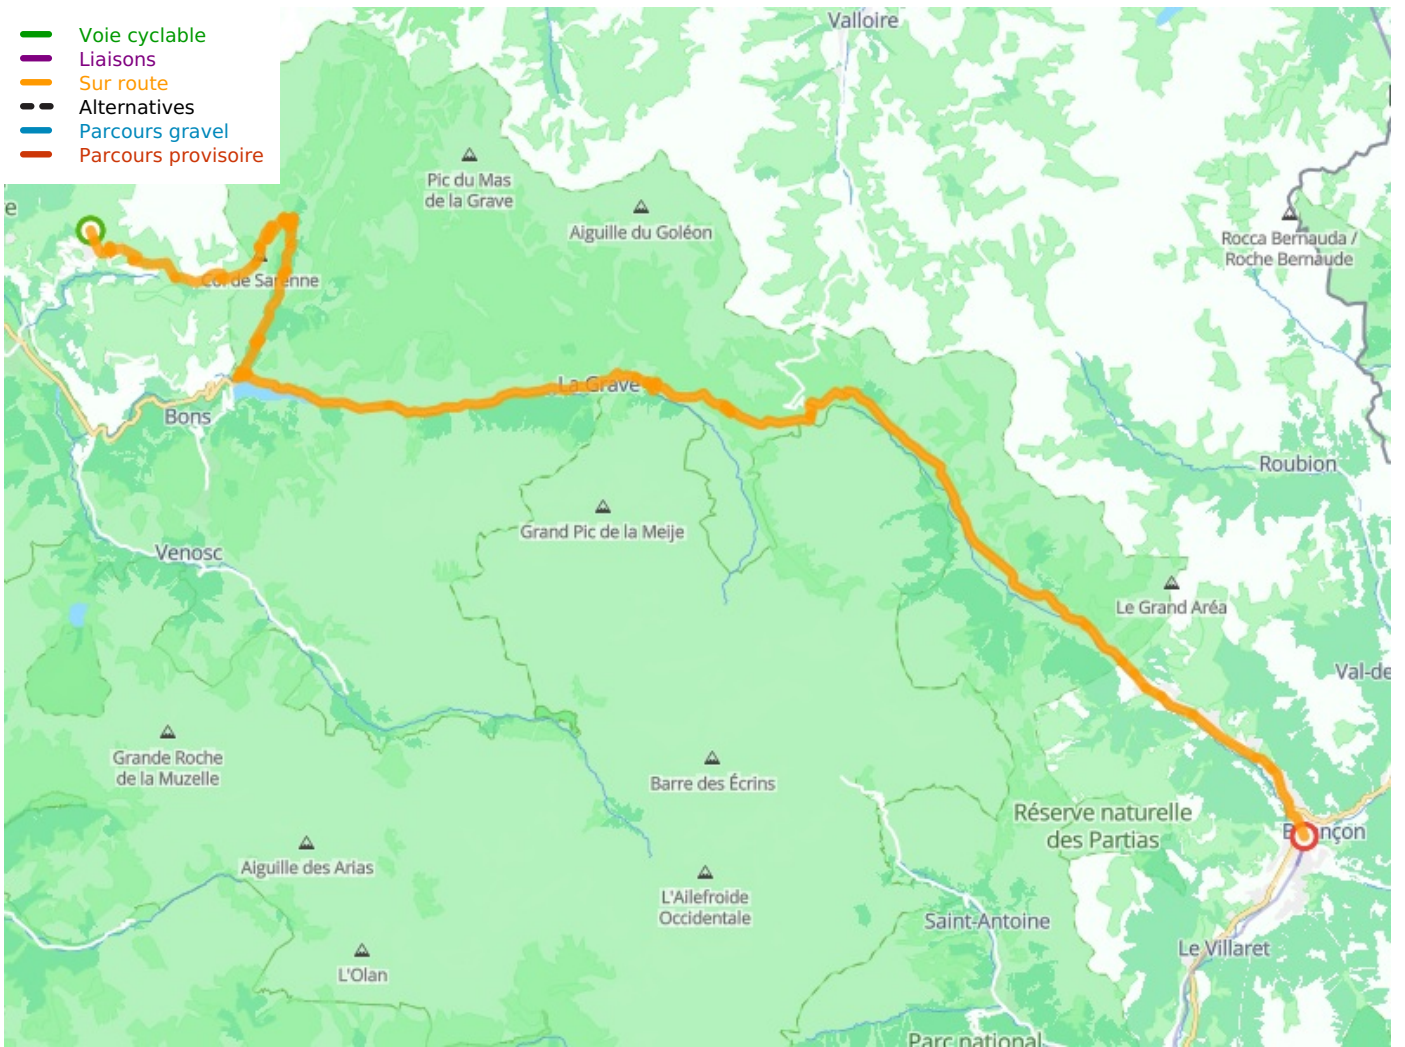 Voie cyclable
Liaisons
Sur route
Alternatives
Parcours gravel
Parcours provisoire
Valloire
Pic du Mas
de la Grave
Aiguille du Goléon
Rocca Bernauda /
Roche Bernaude
Col de Sarenne
La Grave
Bons
Roubion
Grand Pic de la Meije
Venosc
Le Grand Aréa
Val-de
Grande Roche
de la Muzelle
Barre des Écrins
Réserve naturelle
des Partias
Aiguille des Arias
L'Ailefroide
Occidentale
Saint-Antoine
Le Villaret
L'Olan
Parc national